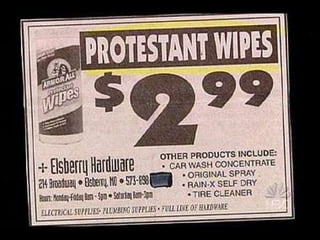 PROTESTANT WIPES
ARMOR ALL
Wipes
$2.99
Elsberry Hardware
214 Broadway • Elsberry, MO • 573-898
Hours: Monday-Friday 8am - 5pm • Saturday 8am-3pm
OTHER PRODUCTS INCLUDE:
• CAR WASH CONCENTRATE
• ORIGINAL SPRAY
• RAIN-X SELF DRY
• TIRE CLEANER
ELECTRICAL SUPPLIES • PLUMBING SUPPLIES • FULL LINE OF HARDWARE